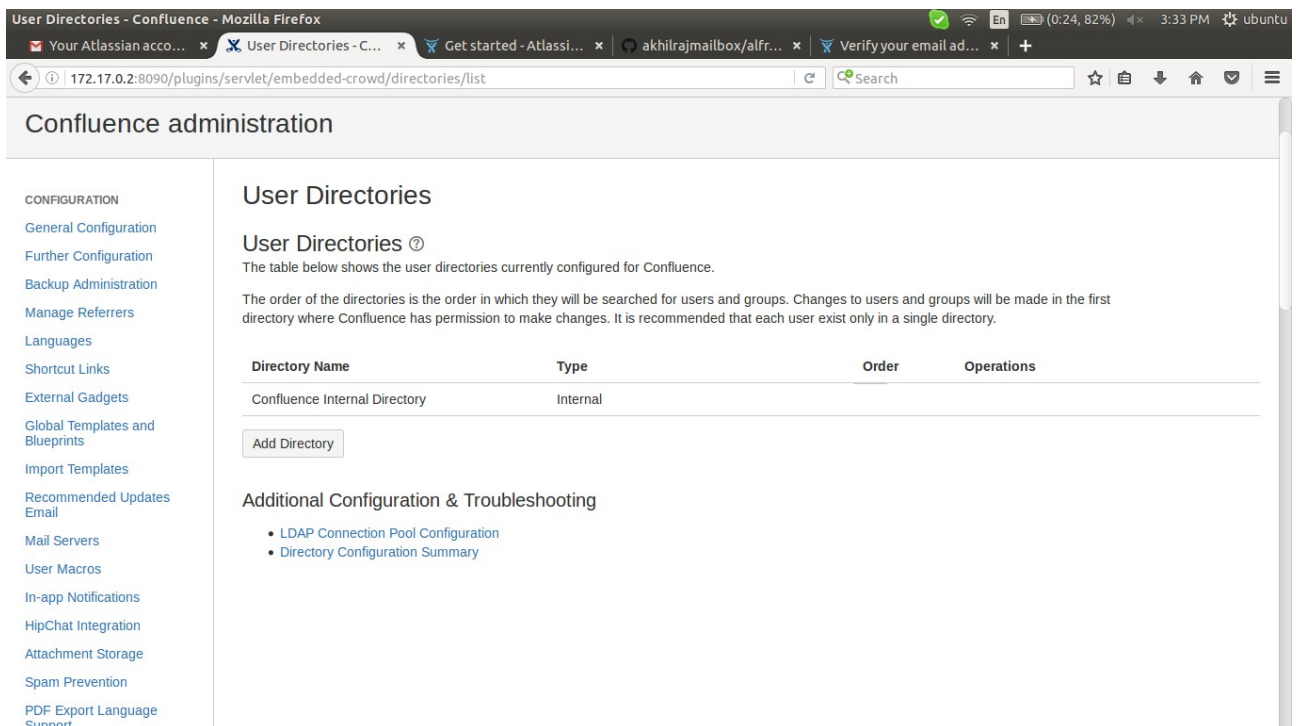 User Directories - Confluence - Mozilla Firefox
En (0:24, 82%) 3:33 PM ubuntu
Your Atlassian acco... × User Directories - C... × Get started - Atlassi... × akhilrajmailbox/alfr... × Verify your email ad... × +
172.17.0.2:8090/plugins/servlet/embedded-crowd/directories/list Search
Confluence administration
CONFIGURATION
General Configuration
Further Configuration
Backup Administration
Manage Referrers
Languages
Shortcut Links
External Gadgets
Global Templates and
Blueprints
Import Templates
Recommended Updates
Email
Mail Servers
User Macros
In-app Notifications
HipChat Integration
Attachment Storage
Spam Prevention
PDF Export Language
Support
User Directories
User Directories
The table below shows the user directories currently configured for Confluence.
The order of the directories is the order in which they will be searched for users and groups. Changes to users and groups will be made in the first
directory where Confluence has permission to make changes. It is recommended that each user exist only in a single directory.
Directory Name Type Order Operations
Confluence Internal Directory Internal
Add Directory
Additional Configuration & Troubleshooting
• LDAP Connection Pool Configuration
• Directory Configuration Summary